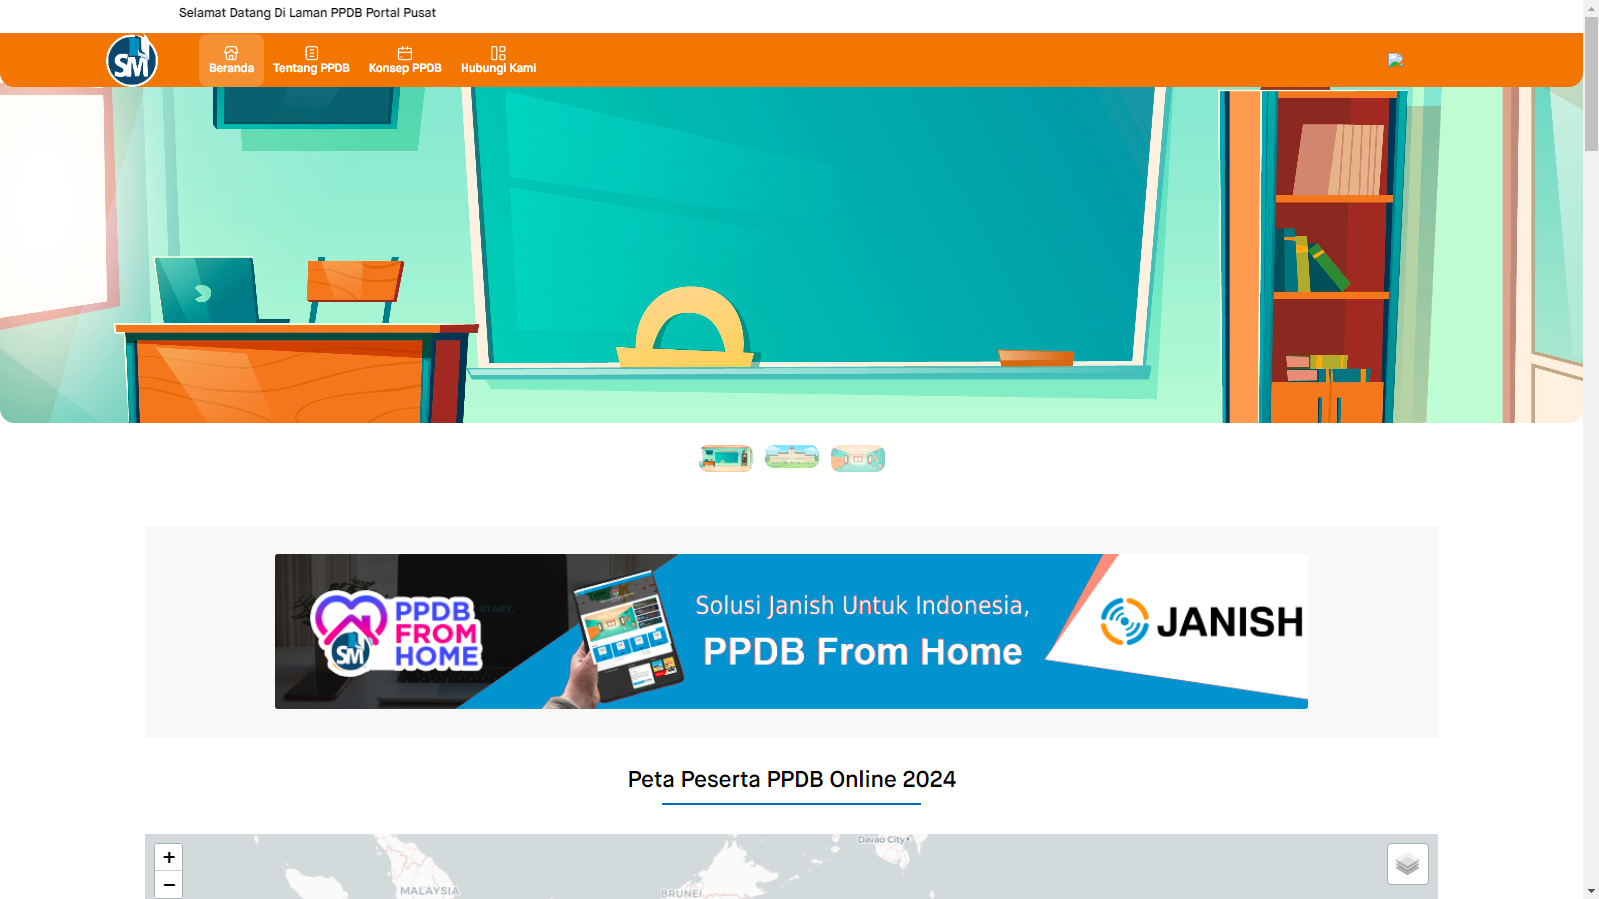 Selamat Datang Di Laman PPDB Portal Pusat
SM
Beranda
Tentang PPDB
Konsep PPDB
Hubungi Kami
PPDB
FROM
HOME
SM
START.
Solusi Janish Untuk Indonesia,
PPDB From Home
JANISH
Peta Peserta PPDB Online 2024
+
−
Davao City
MALAYSIA
BRUNEI